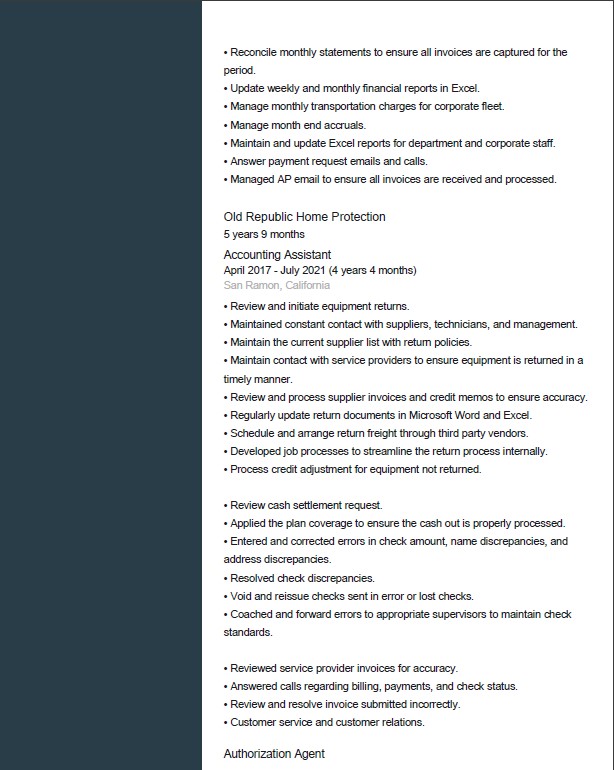 • Reconcile monthly statements to ensure all invoices are captured for the
period.
• Update weekly and monthly financial reports in Excel.
• Manage monthly transportation charges for corporate fleet.
• Manage month end accruals.
• Maintain and update Excel reports for department and corporate staff.
• Answer payment request emails and calls.
• Managed AP email to ensure all invoices are received and processed.
Old Republic Home Protection
5 years 9 months
Accounting Assistant
April 2017 - July 2021 (4 years 4 months)
San Ramon, California
• Review and initiate equipment returns.
• Maintained constant contact with suppliers, technicians, and management.
• Maintain the current supplier list with return policies.
• Maintain contact with service providers to ensure equipment is returned in a
timely manner.
• Review and process supplier invoices and credit memos to ensure accuracy.
• Regularly update return documents in Microsoft Word and Excel.
• Schedule and arrange return freight through third party vendors.
• Developed job processes to streamline the return process internally.
• Process credit adjustment for equipment not returned.
• Review cash settlement request.
• Applied the plan coverage to ensure the cash out is properly processed.
• Entered and corrected errors in check amount, name discrepancies, and
address discrepancies.
• Resolved check discrepancies.
• Void and reissue checks sent in error or lost checks.
• Coached and forward errors to appropriate supervisors to maintain check
standards.
• Reviewed service provider invoices for accuracy.
• Answered calls regarding billing, payments, and check status.
• Review and resolve invoice submitted incorrectly.
• Customer service and customer relations.
Authorization Agent